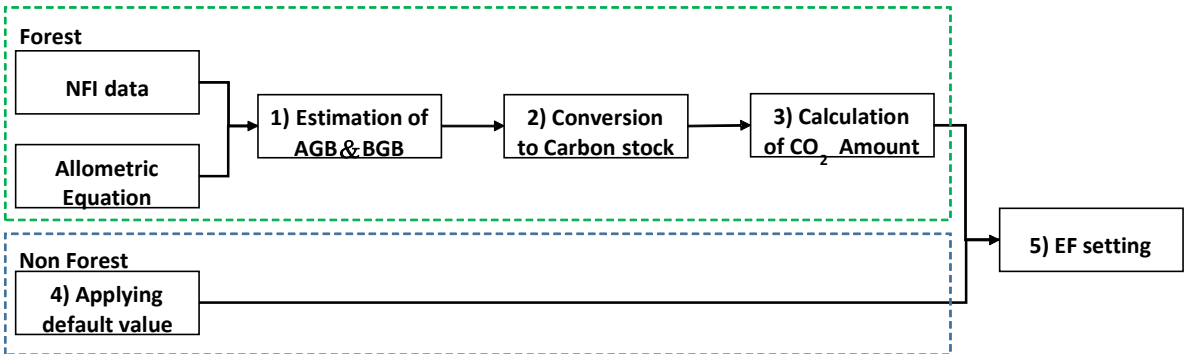 Forest
NFI data
Allometric
Equation
1) Estimation of
AGB&BGB
2) Conversion
to Carbon stock
3) Calculation
of CO2 Amount
Non Forest
4) Applying
default value
5) EF setting